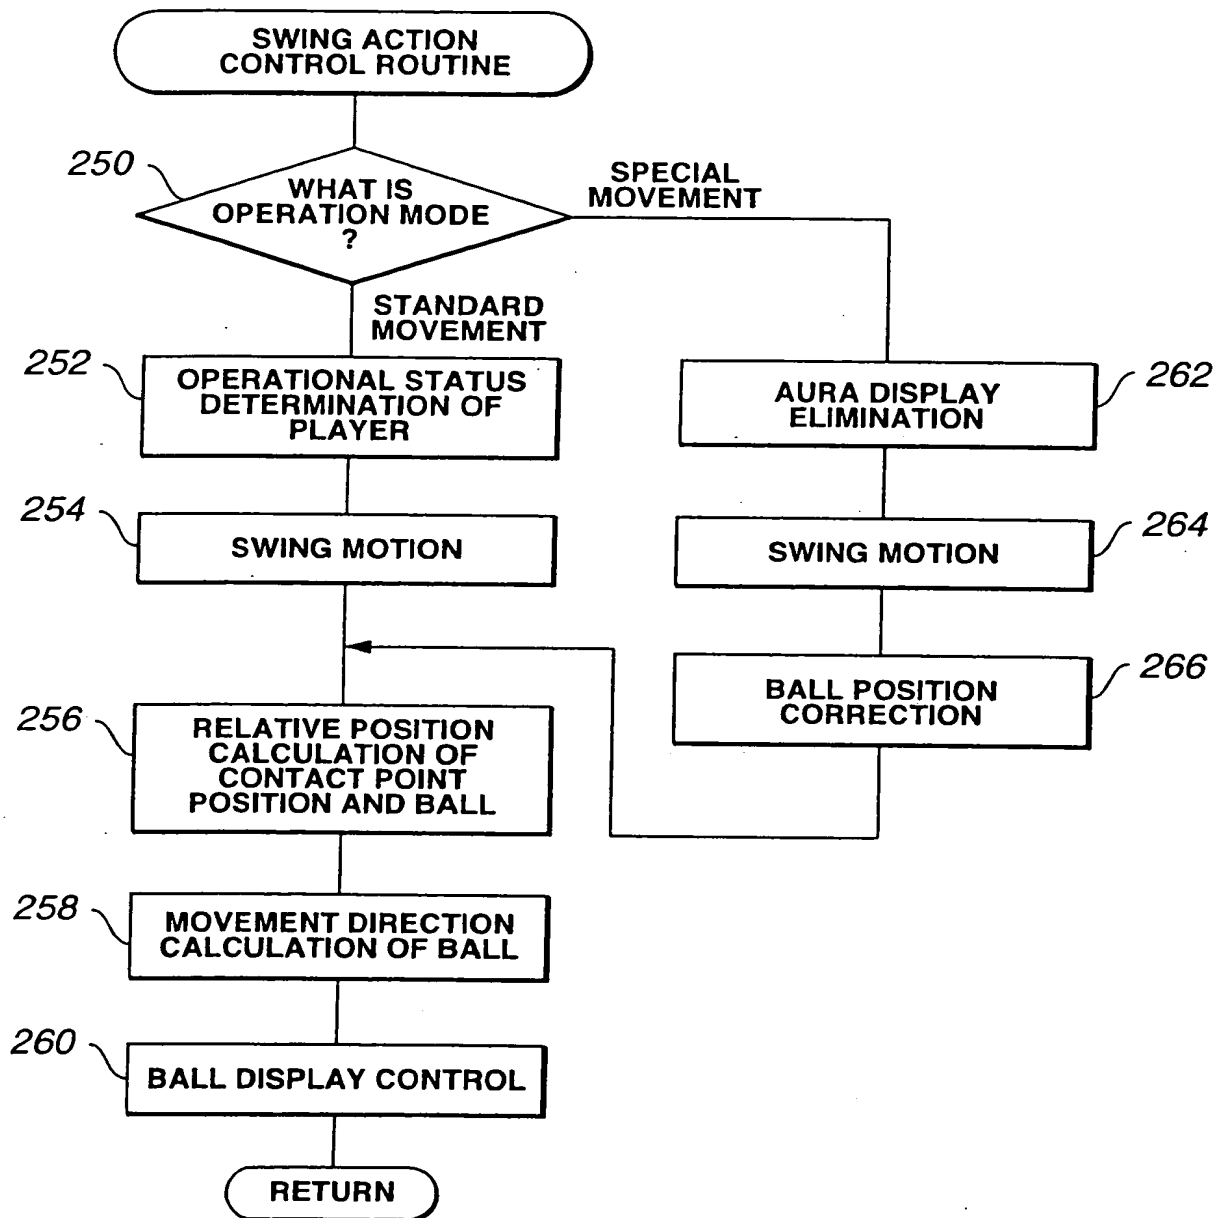 SWING ACTION
CONTROL ROUTINE
250
WHAT IS
OPERATION MODE
?
SPECIAL
MOVEMENT
STANDARD
MOVEMENT
252
OPERATIONAL STATUS
DETERMINATION OF
PLAYER
254
SWING MOTION
256
RELATIVE POSITION
CALCULATION OF
CONTACT POINT
POSITION AND BALL
258
MOVEMENT DIRECTION
CALCULATION OF BALL
260
BALL DISPLAY CONTROL
RETURN
262
AURA DISPLAY
ELIMINATION
264
SWING MOTION
266
BALL POSITION
CORRECTION